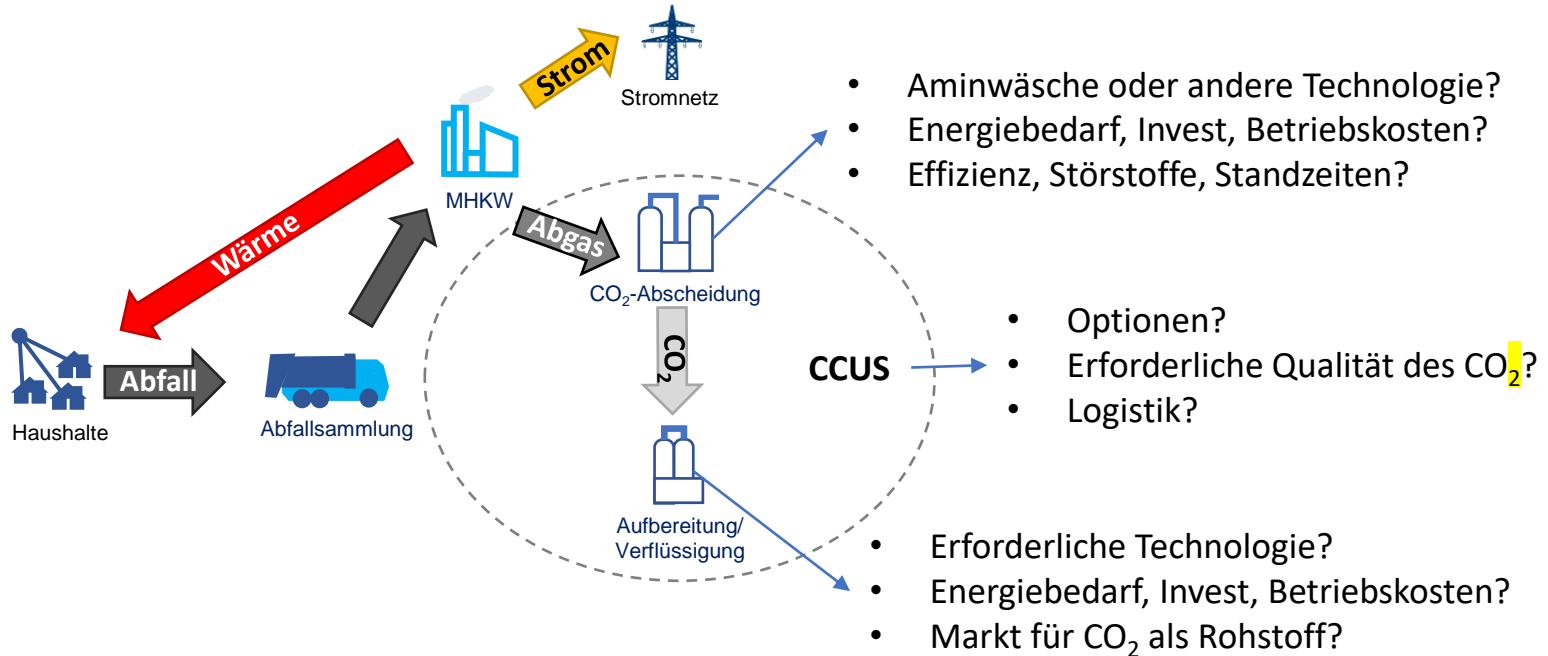 Strom
Stromnetz
MHKW
Wärme
Abgas
CO₂-Abscheidung
CO₂
Haushalte
Abfall
Abfallsammlung
CCUS
Aufbereitung/
Verflüssigung
• Aminwäsche oder andere Technologie?
• Energiebedarf, Invest, Betriebskosten?
• Effizienz, Störstoffe, Standzeiten?
• Optionen?
• Erforderliche Qualität des CO₂?
• Logistik?
• Erforderliche Technologie?
• Energiebedarf, Invest, Betriebskosten?
• Markt für CO₂ als Rohstoff?